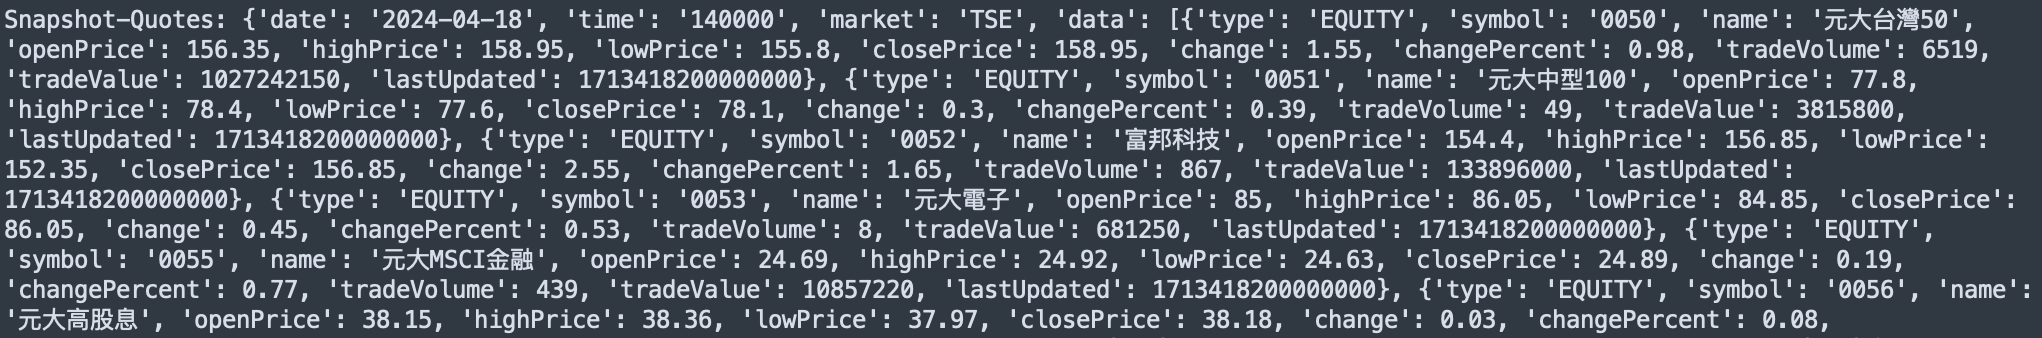 Snapshot-Quotes: {'date': '2024-04-18', 'time': '140000', 'market': 'TSE', 'data': [{'type': 'EQUITY', 'symbol': '0050', 'name': '元大台灣50',
'openPrice': 156.35, 'highPrice': 158.95, 'lowPrice': 155.8, 'closePrice': 158.95, 'change': 1.55, 'changePercent': 0.98, 'tradeVolume': 6519,
'tradeValue': 1027242150, 'lastUpdated': 1713418200000000}, {'type': 'EQUITY', 'symbol': '0051', 'name': '元大中型100', 'openPrice': 77.8,
'highPrice': 78.4, 'lowPrice': 77.6, 'closePrice': 78.1, 'change': 0.3, 'changePercent': 0.39, 'tradeVolume': 49, 'tradeValue': 3815800,
'lastUpdated': 1713418200000000}, {'type': 'EQUITY', 'symbol': '0052', 'name': '富邦科技', 'openPrice': 154.4, 'highPrice': 156.85, 'lowPrice':
152.35, 'closePrice': 156.85, 'change': 2.55, 'changePercent': 1.65, 'tradeVolume': 867, 'tradeValue': 133896000, 'lastUpdated':
1713418200000000}, {'type': 'EQUITY', 'symbol': '0053', 'name': '元大電子', 'openPrice': 85, 'highPrice': 86.05, 'lowPrice': 84.85, 'closePrice':
86.05, 'change': 0.45, 'changePercent': 0.53, 'tradeVolume': 8, 'tradeValue': 681250, 'lastUpdated': 1713418200000000}, {'type': 'EQUITY',
'symbol': '0055', 'name': '元大MSCI金融', 'openPrice': 24.69, 'highPrice': 24.92, 'lowPrice': 24.63, 'closePrice': 24.89, 'change': 0.19,
'changePercent': 0.77, 'tradeVolume': 439, 'tradeValue': 10857220, 'lastUpdated': 1713418200000000}, {'type': 'EQUITY', 'symbol': '0056', 'name':
'元大高股息', 'openPrice': 38.15, 'highPrice': 38.36, 'lowPrice': 37.97, 'closePrice': 38.18, 'change': 0.03, 'changePercent': 0.08,